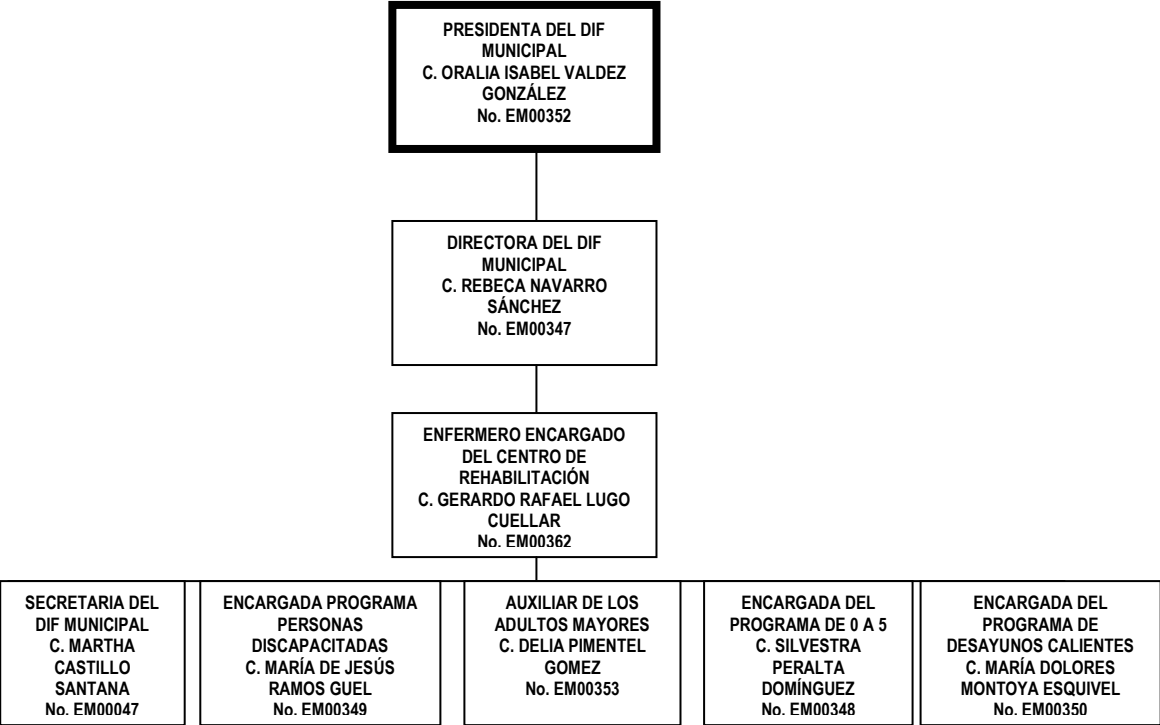 PRESIDENTA DEL DIF
MUNICIPAL
C. ORALIA ISABEL VALDEZ
GONZÁLEZ
No. EM00352
DIRECTORA DEL DIF
MUNICIPAL
C. REBECA NAVARRO
SÁNCHEZ
No. EM00347
ENFERMERO ENCARGADO
DEL CENTRO DE
REHABILITACIÓN
C. GERARDO RAFAEL LUGO
CUELLAR
No. EM00362
SECRETARIA DEL
DIF MUNICIPAL
C. MARTHA
CASTILLO
SANTANA
No. EM00047
ENCARGADA PROGRAMA
PERSONAS
DISCAPACITADAS
C. MARÍA DE JESÚS
RAMOS GUEL
No. EM00349
AUXILIAR DE LOS
ADULTOS MAYORES
C. DELIA PIMENTEL
GOMEZ
No. EM00353
ENCARGADA DEL
PROGRAMA DE 0 A 5
C. SILVESTRA
PERALTA
DOMÍNGUEZ
No. EM00348
ENCARGADA DEL
PROGRAMA DE
DESAYUNOS CALIENTES
C. MARÍA DOLORES
MONTOYA ESQUIVEL
No. EM00350